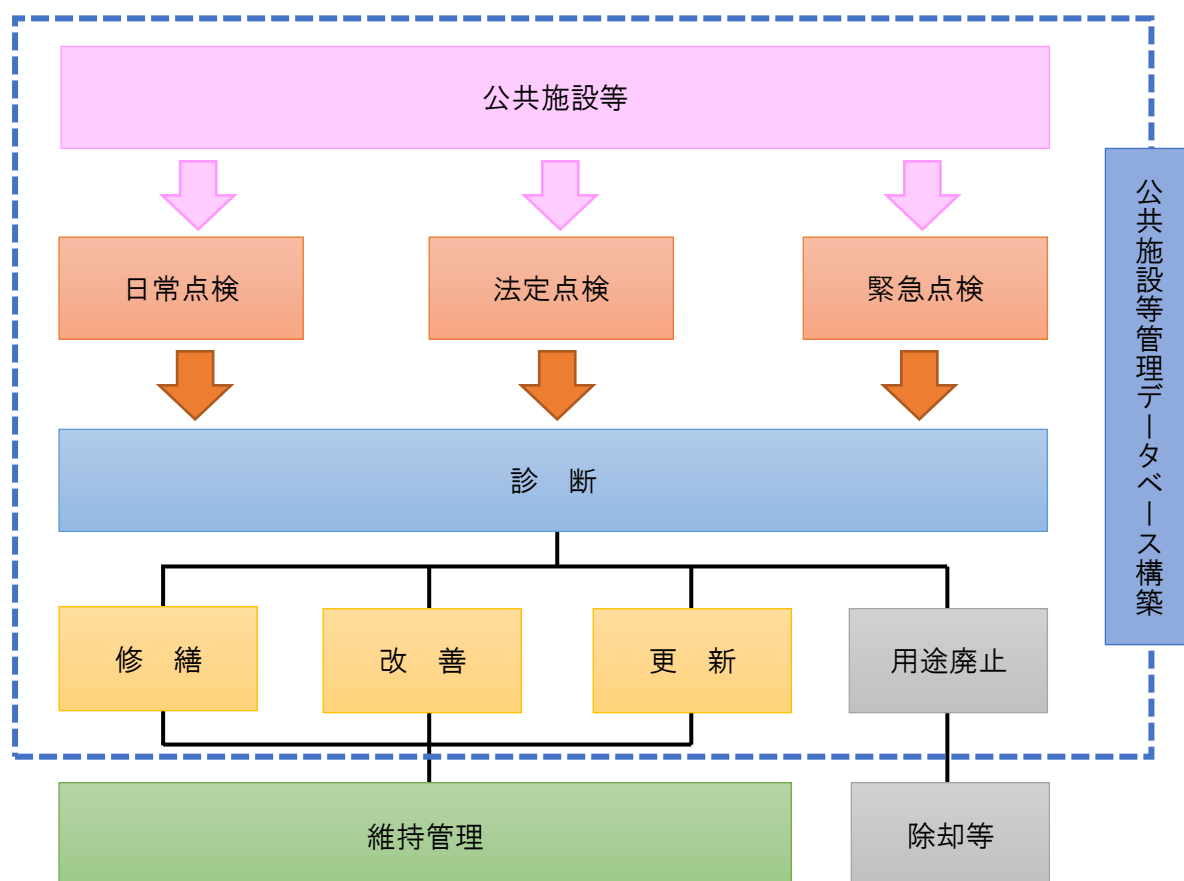 公共施設等
日常点検
法定点検
緊急点検
診　断
修　繕
改　善
更　新
用途廃止
維持管理
除却等
公共施設等管理データベース構築